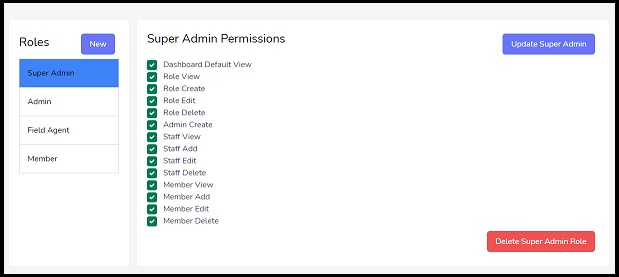 Roles
New
Super Admin
Admin
Field Agent
Member
Super Admin Permissions
Update Super Admin
Dashboard Default View
Role View
Role Create
Role Edit
Role Delete
Admin Create
Staff View
Staff Add
Staff Edit
Staff Delete
Member View
Member Add
Member Edit
Member Delete
Delete Super Admin Role